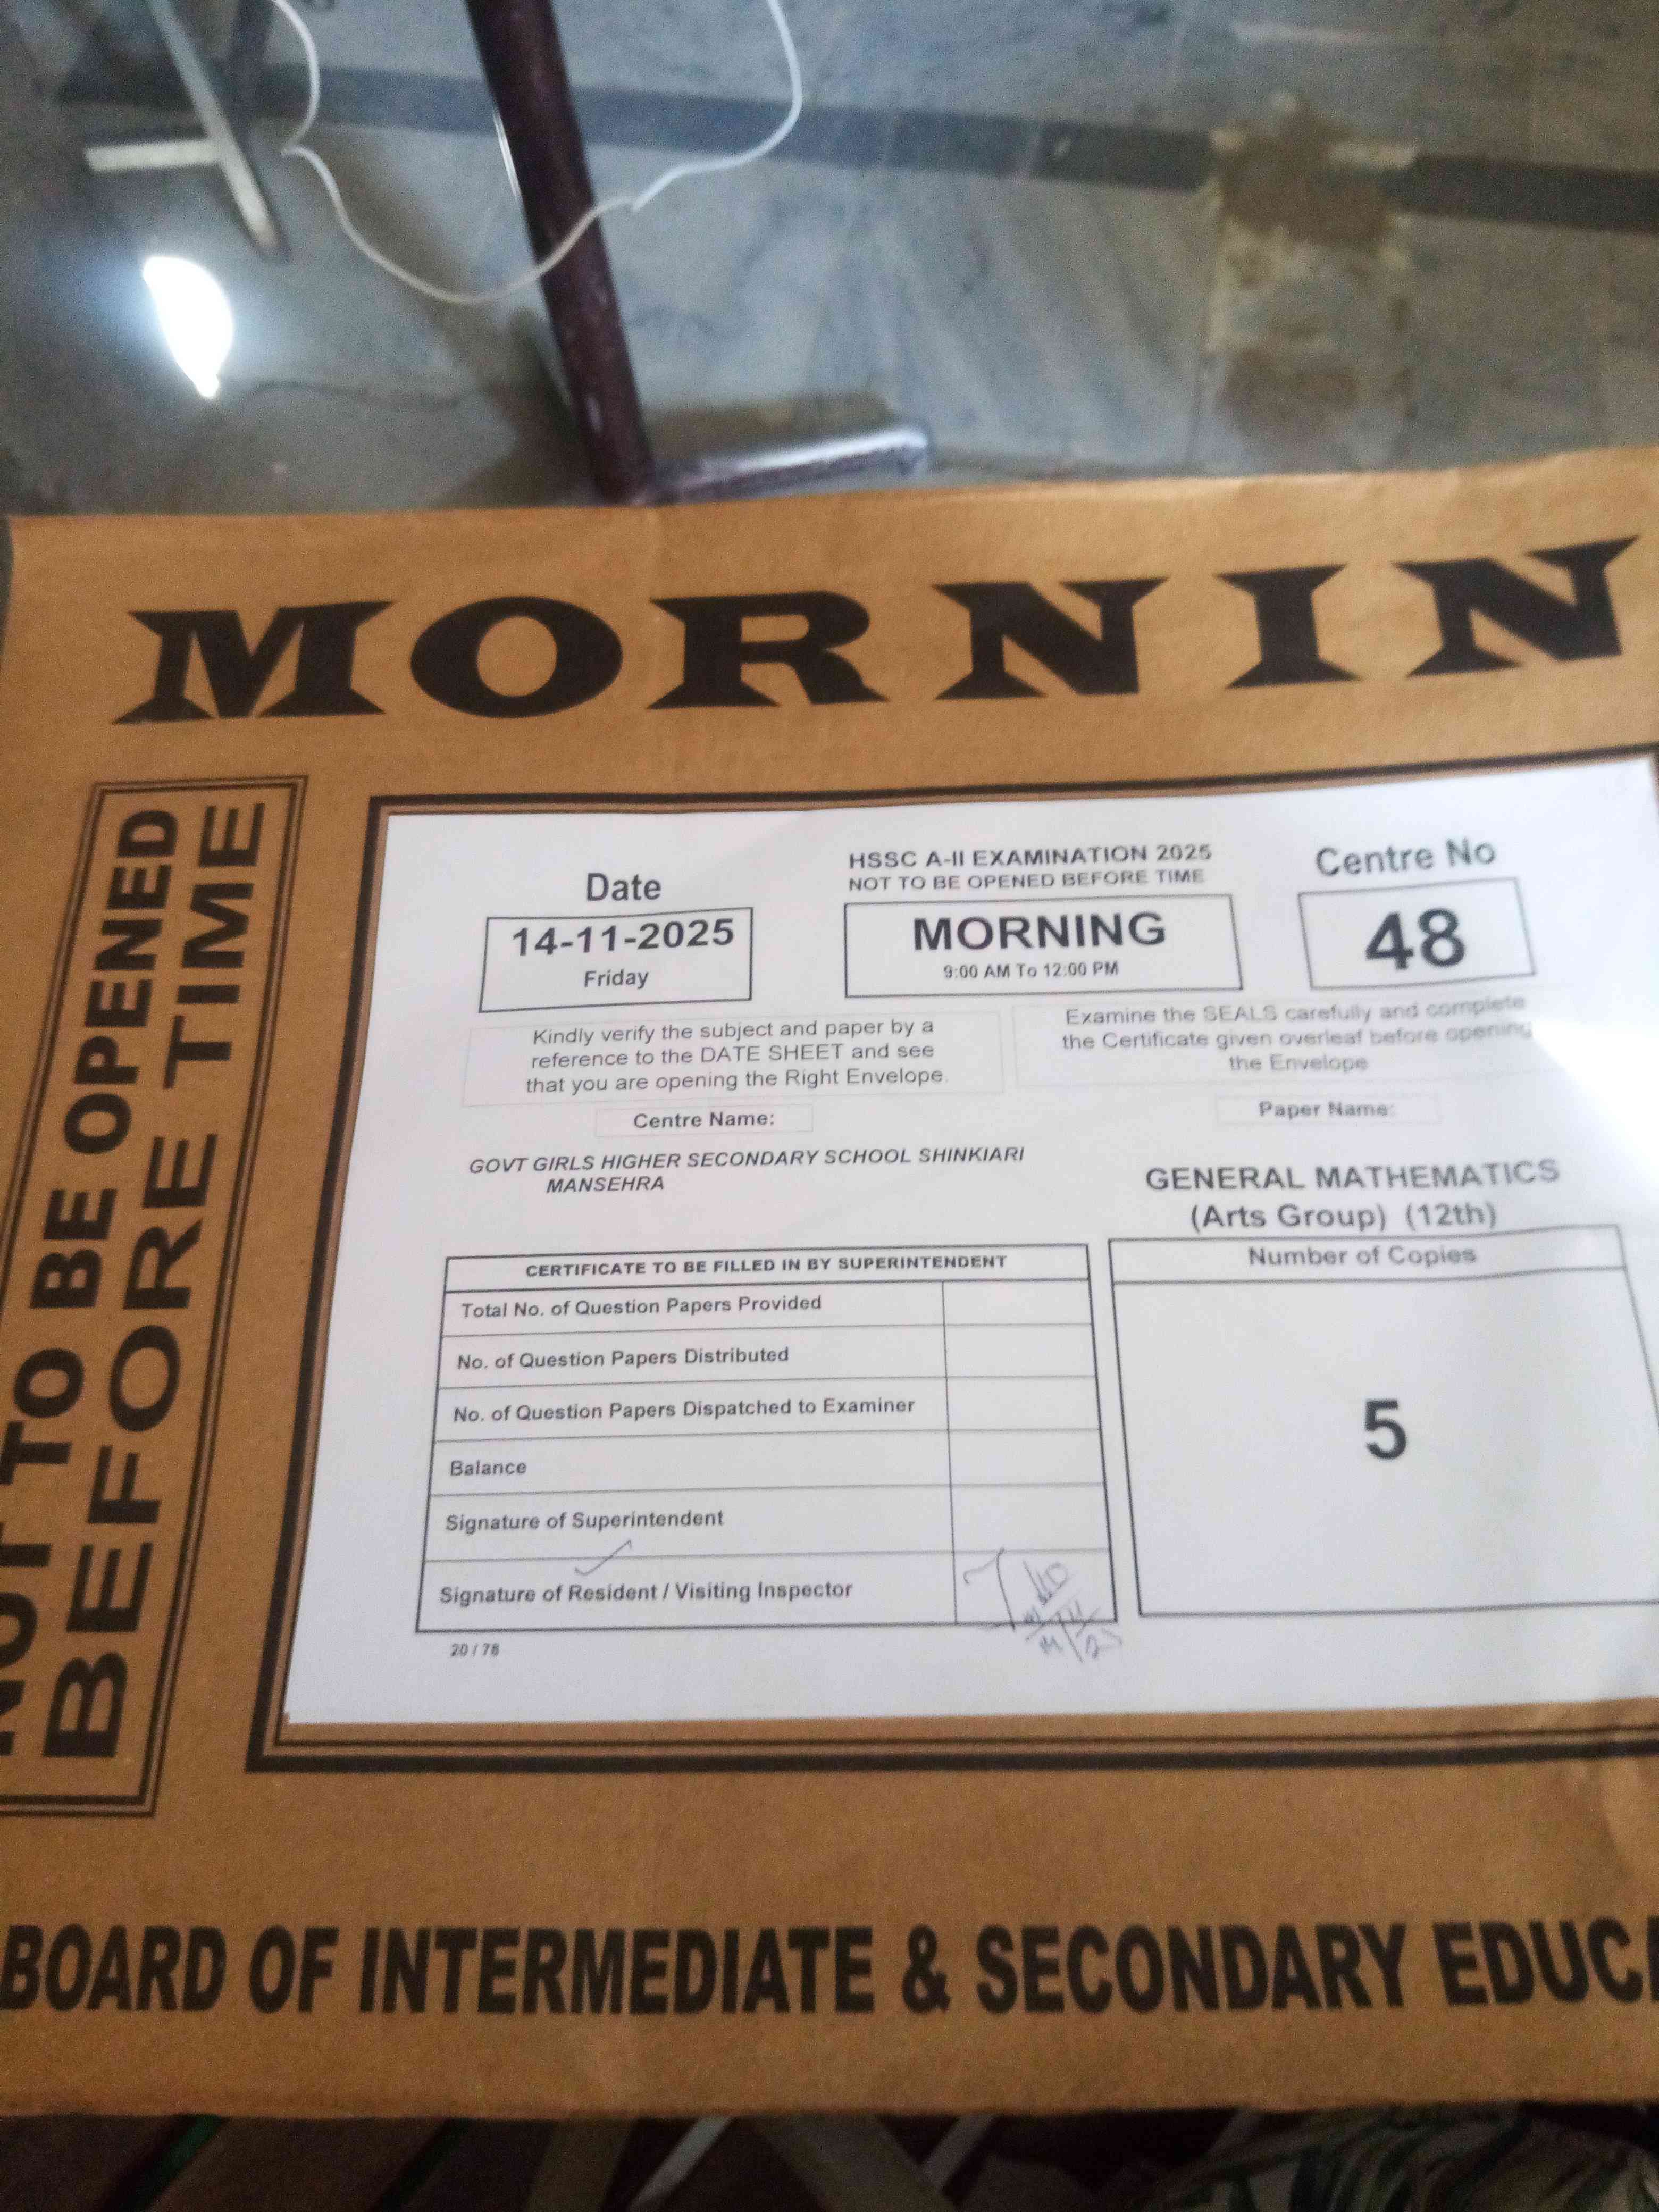 MORNIN
NOT TO BE OPENED
BEFORE TIME
Date
14-11-2025
Friday
HSSC A-II EXAMINATION 2025
NOT TO BE OPENED BEFORE TIME
MORNING
9:00 AM To 12:00 PM
Centre No
48
Kindly verify the subject and paper by a
reference to the DATE SHEET and see
that you are opening the Right Envelope.
Examine the SEALS carefully and complete
the Certificate given overleaf before opening
the Envelope
Centre Name:
GOVT GIRLS HIGHER SECONDARY SCHOOL SHINKIARI
MANSEHRA
Paper Name:
GENERAL MATHEMATICS
(Arts Group) (12th)
CERTIFICATE TO BE FILLED IN BY SUPERINTENDENT
Total No. of Question Papers Provided
No. of Question Papers Distributed
No. of Question Papers Dispatched to Examiner
Balance
Signature of Superintendent
Signature of Resident / Visiting Inspector
Number of Copies
5
20 / 78
BOARD OF INTERMEDIATE & SECONDARY EDUCA